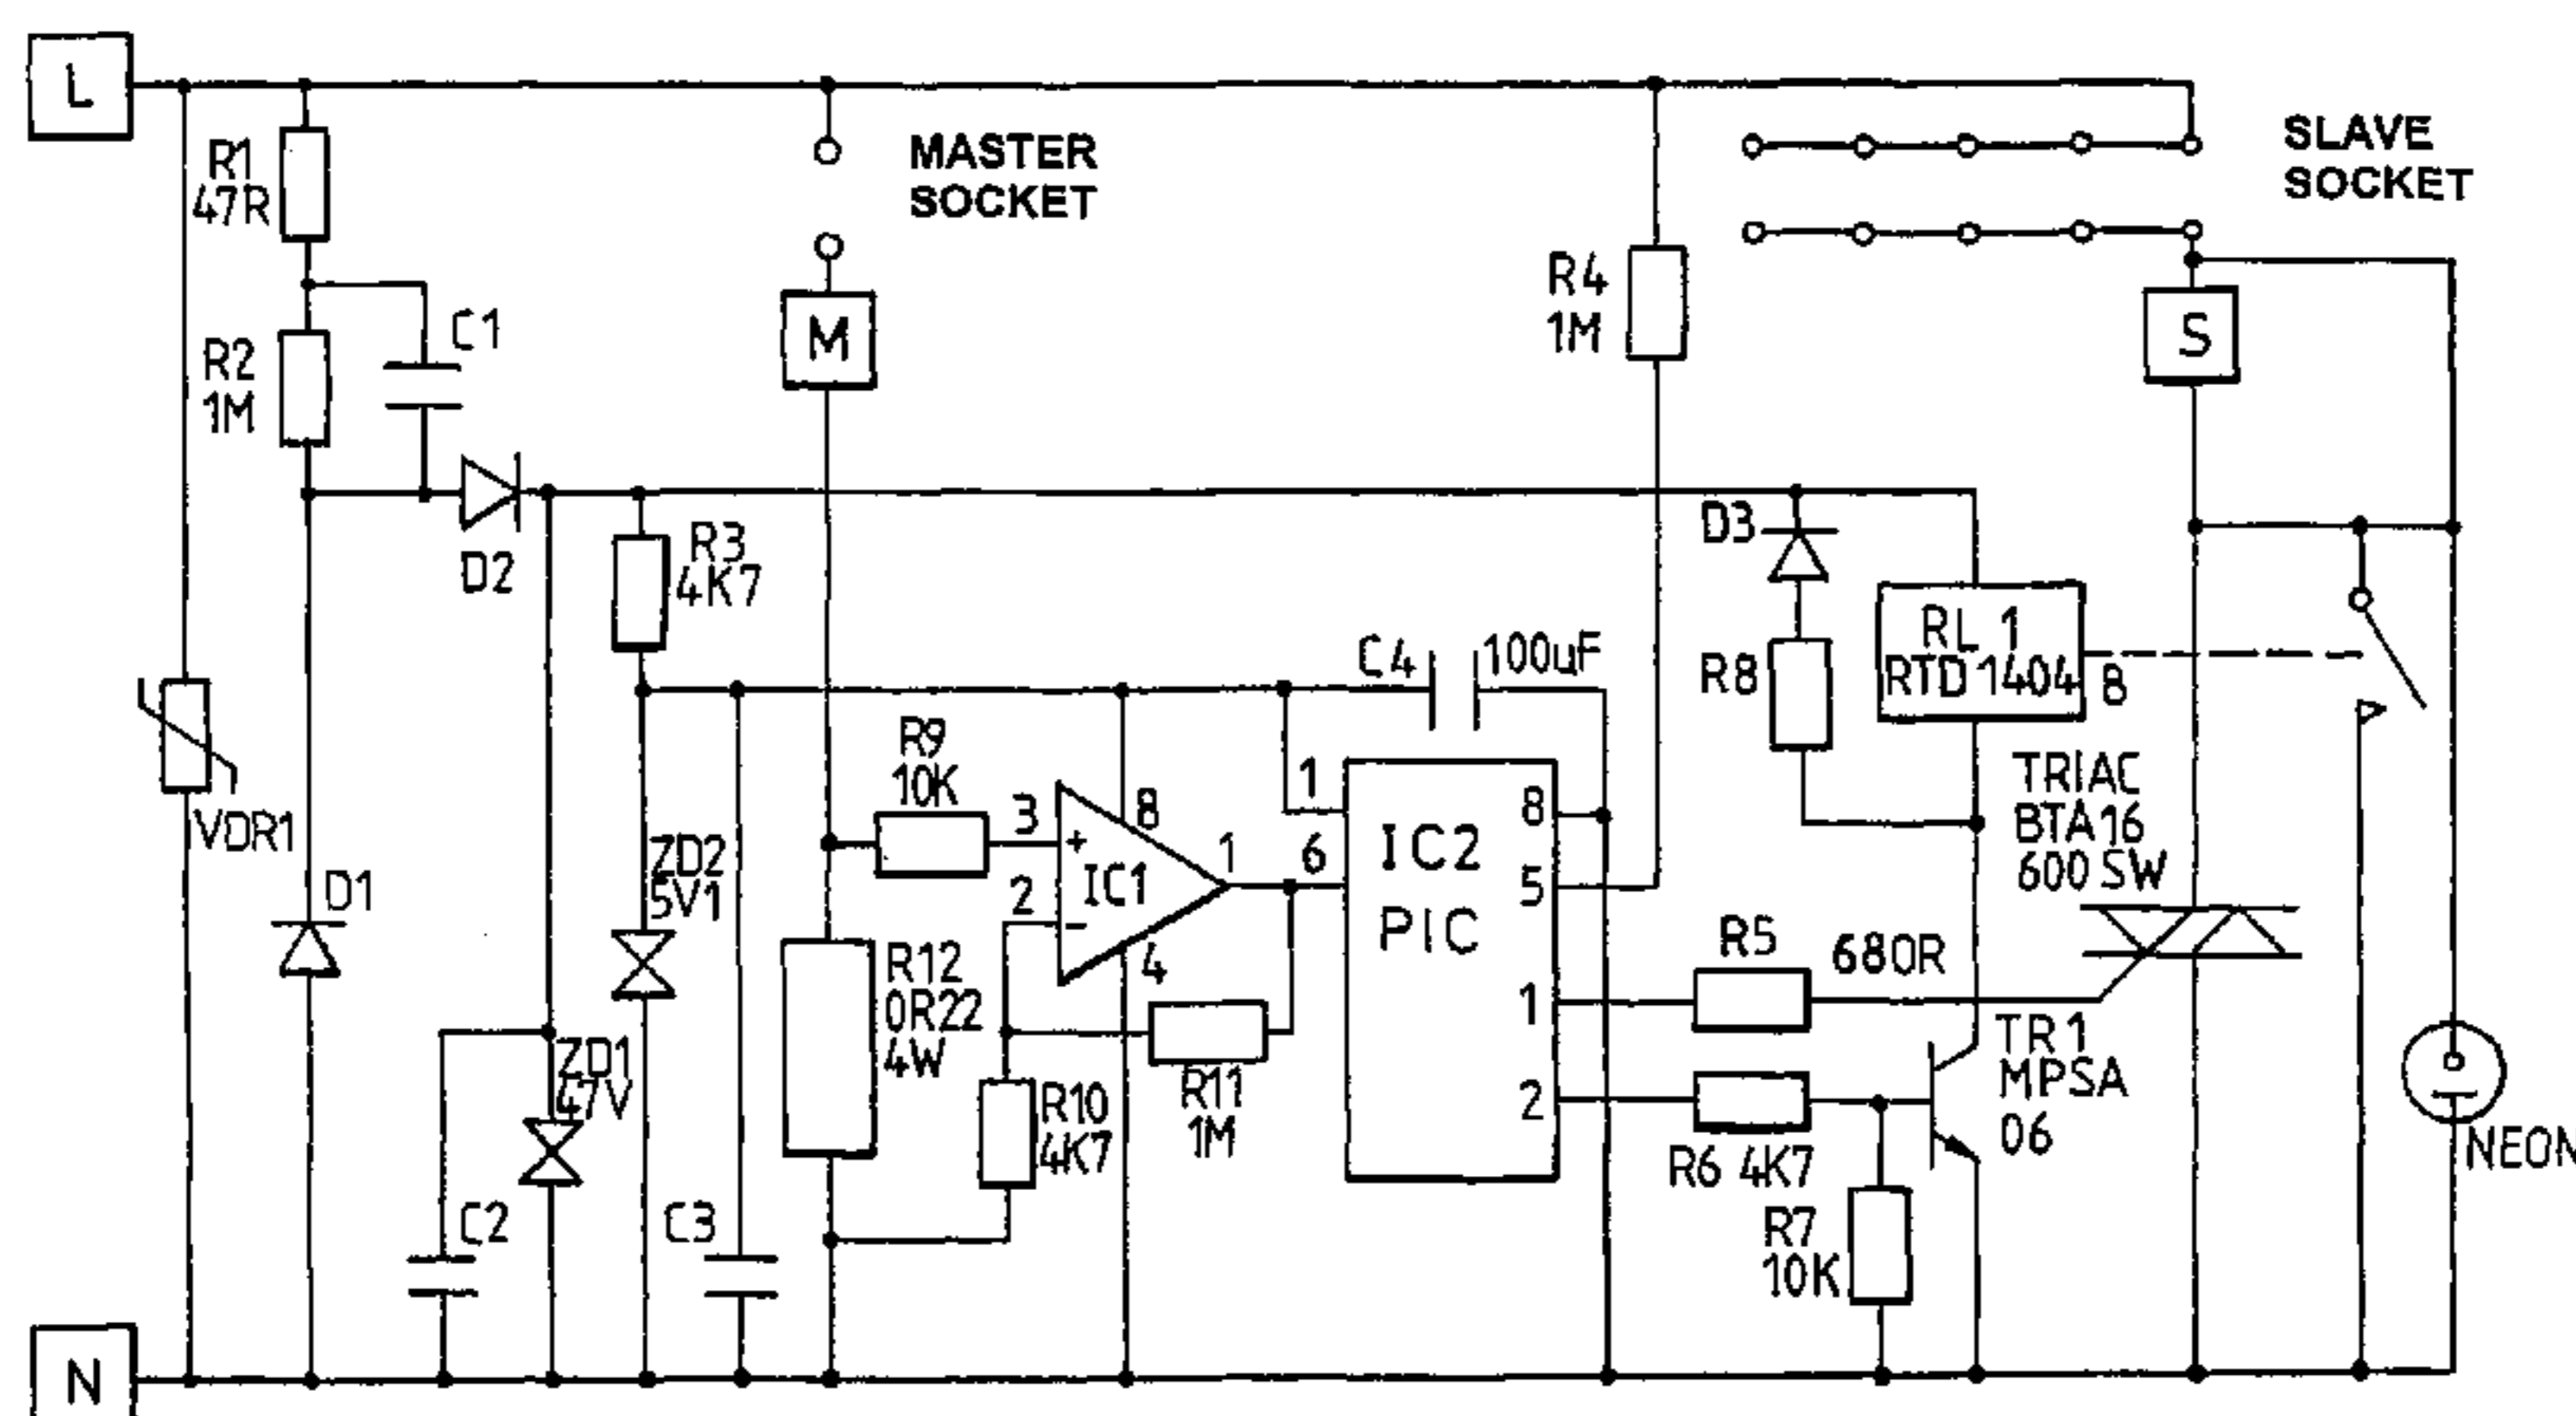 L
R1
47R
MASTER
SOCKET
SLAVE
SOCKET
R4
1M
C1
R2
1M
M
S
D2
R3
4K7
D3
RL 1
RTD 1404
8
C4
100uF
R8
R9
10K
VDR1
3
8
1
1
6
TRIAC
BTA16
600 SW
ZD2
5V1
+
IC1
2
-
4
IC2
PIC
8
5
D1
R12
0R22
4W
R5
680R
1
ZD1
47V
R10
4K7
R11
1M
2
TR1
MPSA
06
NEON
R6 4K7
C2
C3
R7
10K
N